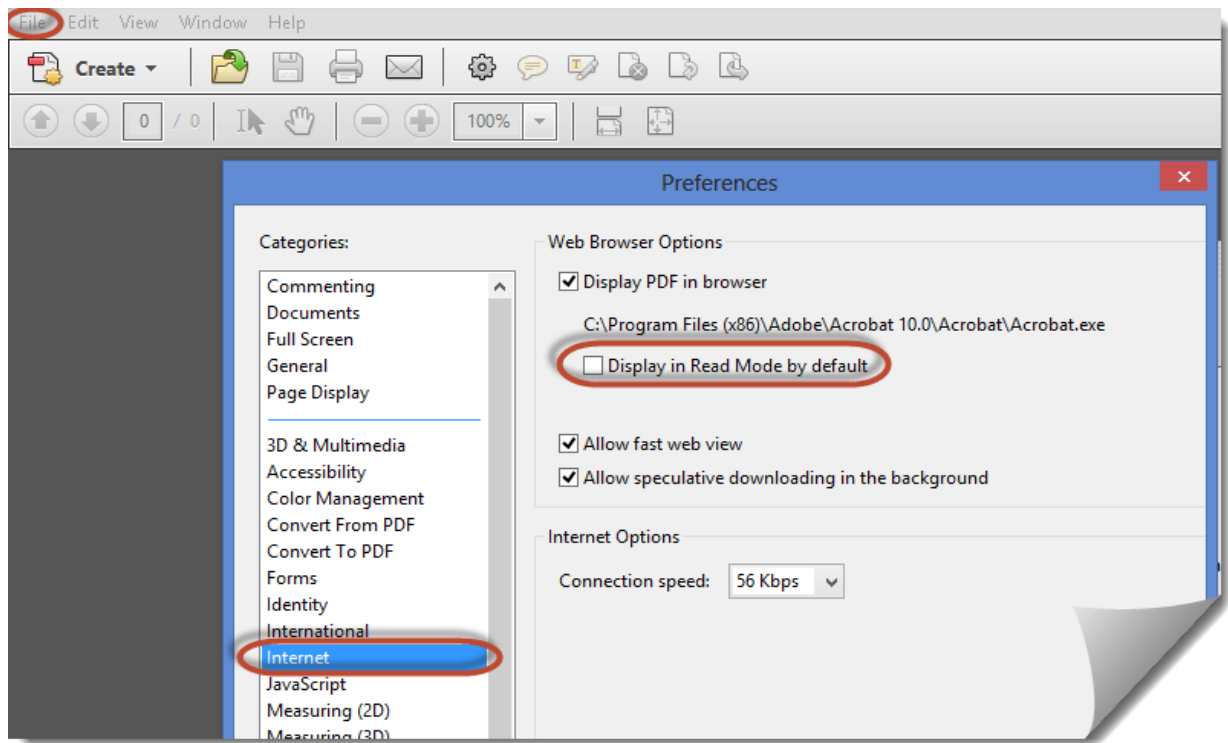 File Edit View Window Help
Create
0 / 0 100%
Preferences
Categories:
Commenting
Documents
Full Screen
General
Page Display
3D & Multimedia
Accessibility
Color Management
Convert From PDF
Convert To PDF
Forms
Identity
International
Internet
JavaScript
Measuring (2D)
Measuring (3D)
Web Browser Options
Display PDF in browser
C:\Program Files (x86)\Adobe\Acrobat 10.0\Acrobat\Acrobat.exe
Display in Read Mode by default
Allow fast web view
Allow speculative downloading in the background
Internet Options
Connection speed: 56 Kbps